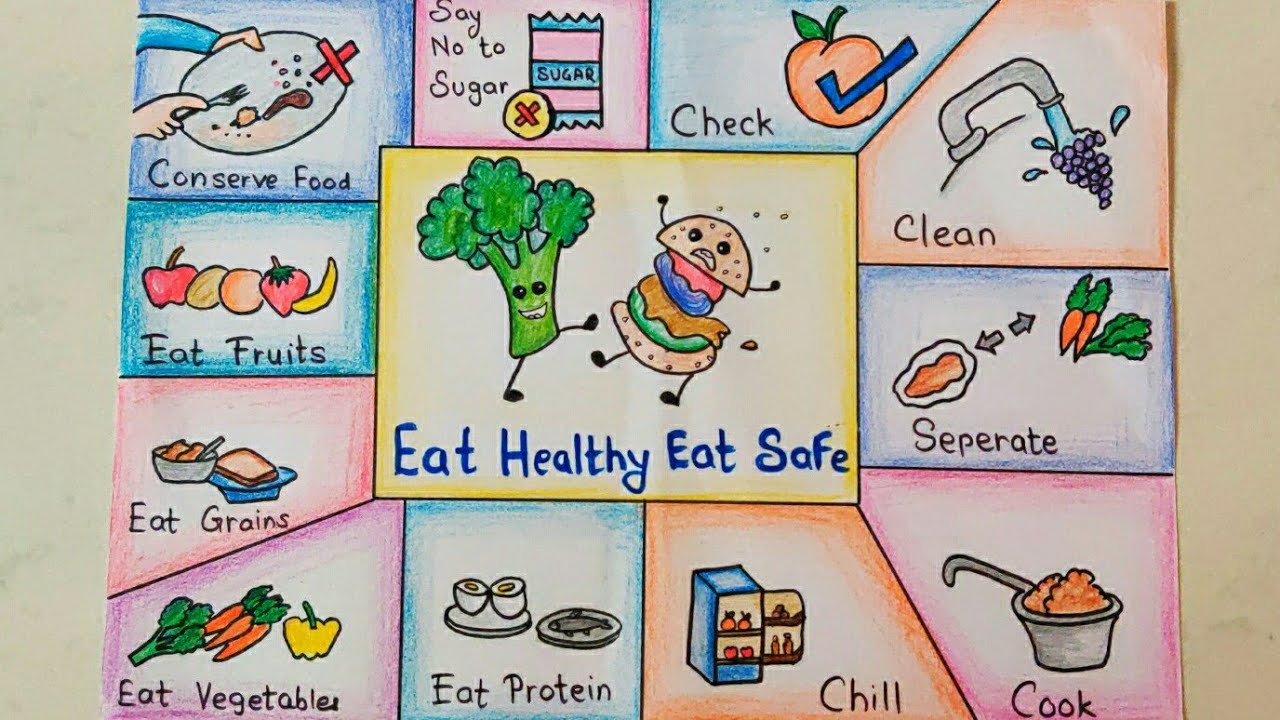 Say
No to
Sugar
SUGAR
Check
Conserve Food
Clean
Eat Fruits
Seperate
Eat Healthy Eat Safe
Eat Grains
Eat Vegetables
Eat Protein
Chill
Cook